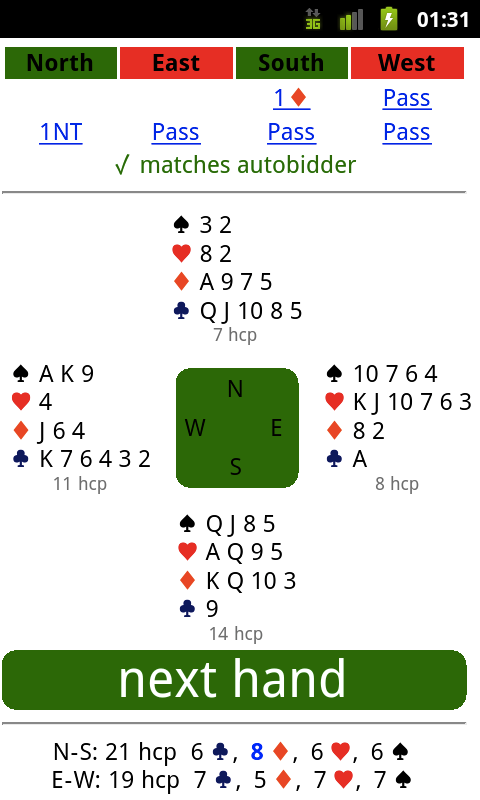 3G 01:31
North East South West
1♦ Pass
1NT Pass Pass Pass
√ matches autobidder
♠ 3 2
♥ 8 2
♦ A 9 7 5
♣ Q J 10 8 5
7 hcp
♠ A K 9
♥ 4
♦ J 6 4
♣ K 7 6 4 3 2
11 hcp
N
W E
S
♠ 10 7 6 4
♥ K J 10 7 6 3
♦ 8 2
♣ A
8 hcp
♠ Q J 8 5
♥ A Q 9 5
♦ K Q 10 3
♣ 9
14 hcp
next hand
N-S: 21 hcp 6 ♣, 8 ♦, 6 ♥, 6 ♠
E-W: 19 hcp 7 ♣, 5 ♦, 7 ♥, 7 ♠